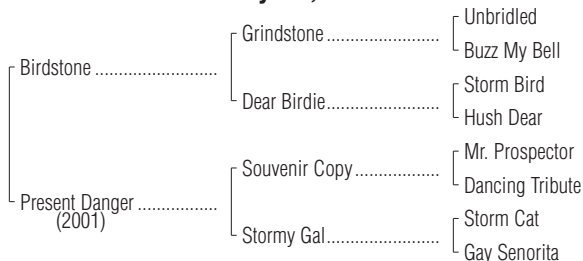 Unbridled
Grindstone
Buzz My Bell
Birdstone
Storm Bird
Dear Birdie
Hush Dear
Mr. Prospector
Souvenir Copy
Dancing Tribute
Present Danger
(2001)
Storm Cat
Stormy Gal
Gay Senorita